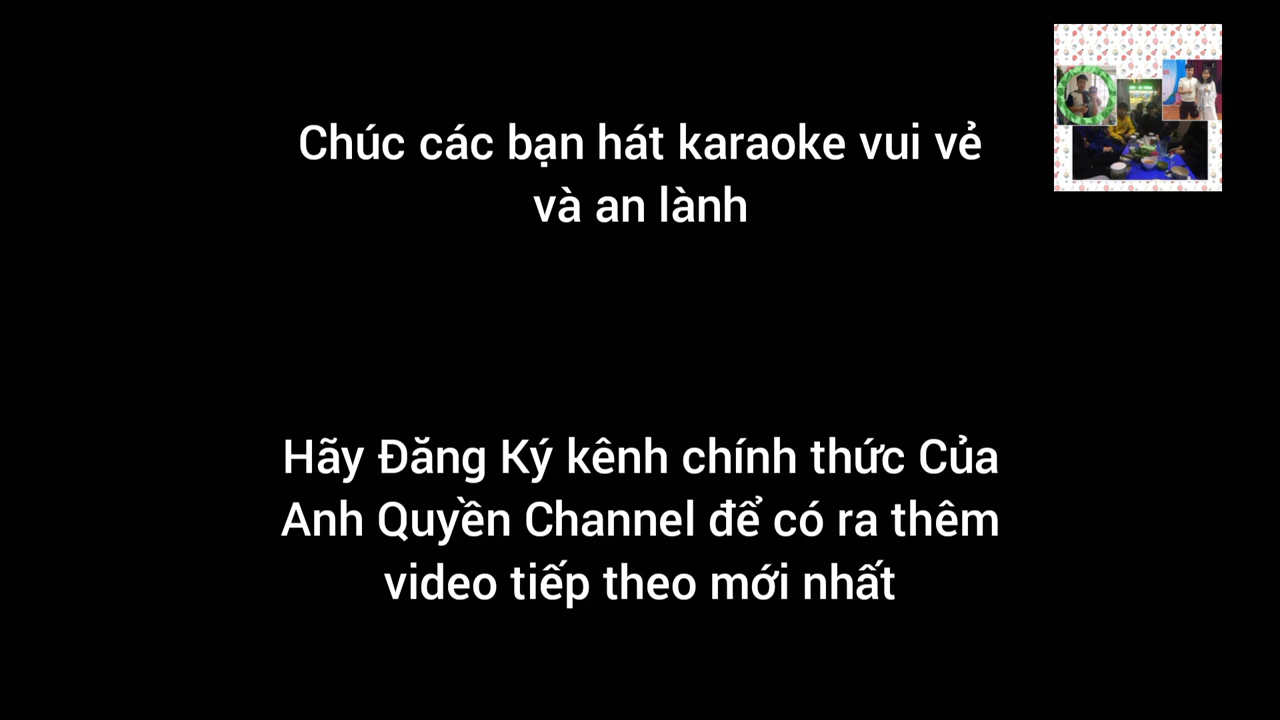 Chúc các bạn hát karaoke vui vẻ
và an lành
Hãy Đăng Ký kênh chính thức Của
Anh Quyền Channel để có ra thêm
video tiếp theo mới nhất